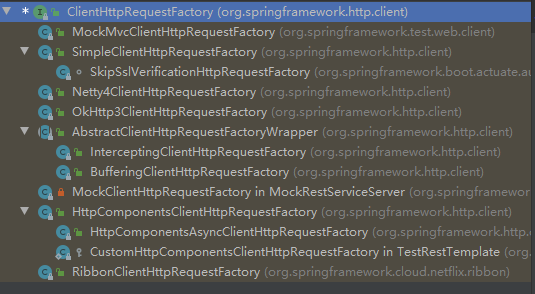 * ClientHttpRequestFactory (org.springframework.http.client)
MockMvcClientHttpRequestFactory (org.springframework.test.web.client)
SimpleClientHttpRequestFactory (org.springframework.http.client)
SkipSslVerificationHttpRequestFactory (org.springframework.boot.actuate.au
Netty4ClientHttpRequestFactory (org.springframework.http.client)
OkHttp3ClientHttpRequestFactory (org.springframework.http.client)
AbstractClientHttpRequestFactoryWrapper (org.springframework.http.client)
InterceptingClientHttpRequestFactory (org.springframework.http.client)
BufferingClientHttpRequestFactory (org.springframework.http.client)
MockClientHttpRequestFactory in MockRestServiceServer (org.springframewor
HttpComponentsClientHttpRequestFactory (org.springframework.http.client)
HttpComponentsAsyncClientHttpRequestFactory (org.springframework.http.
CustomHttpComponentsClientHttpRequestFactory in TestRestTemplate (org.
RibbonClientHttpRequestFactory (org.springframework.cloud.netflix.ribbon)